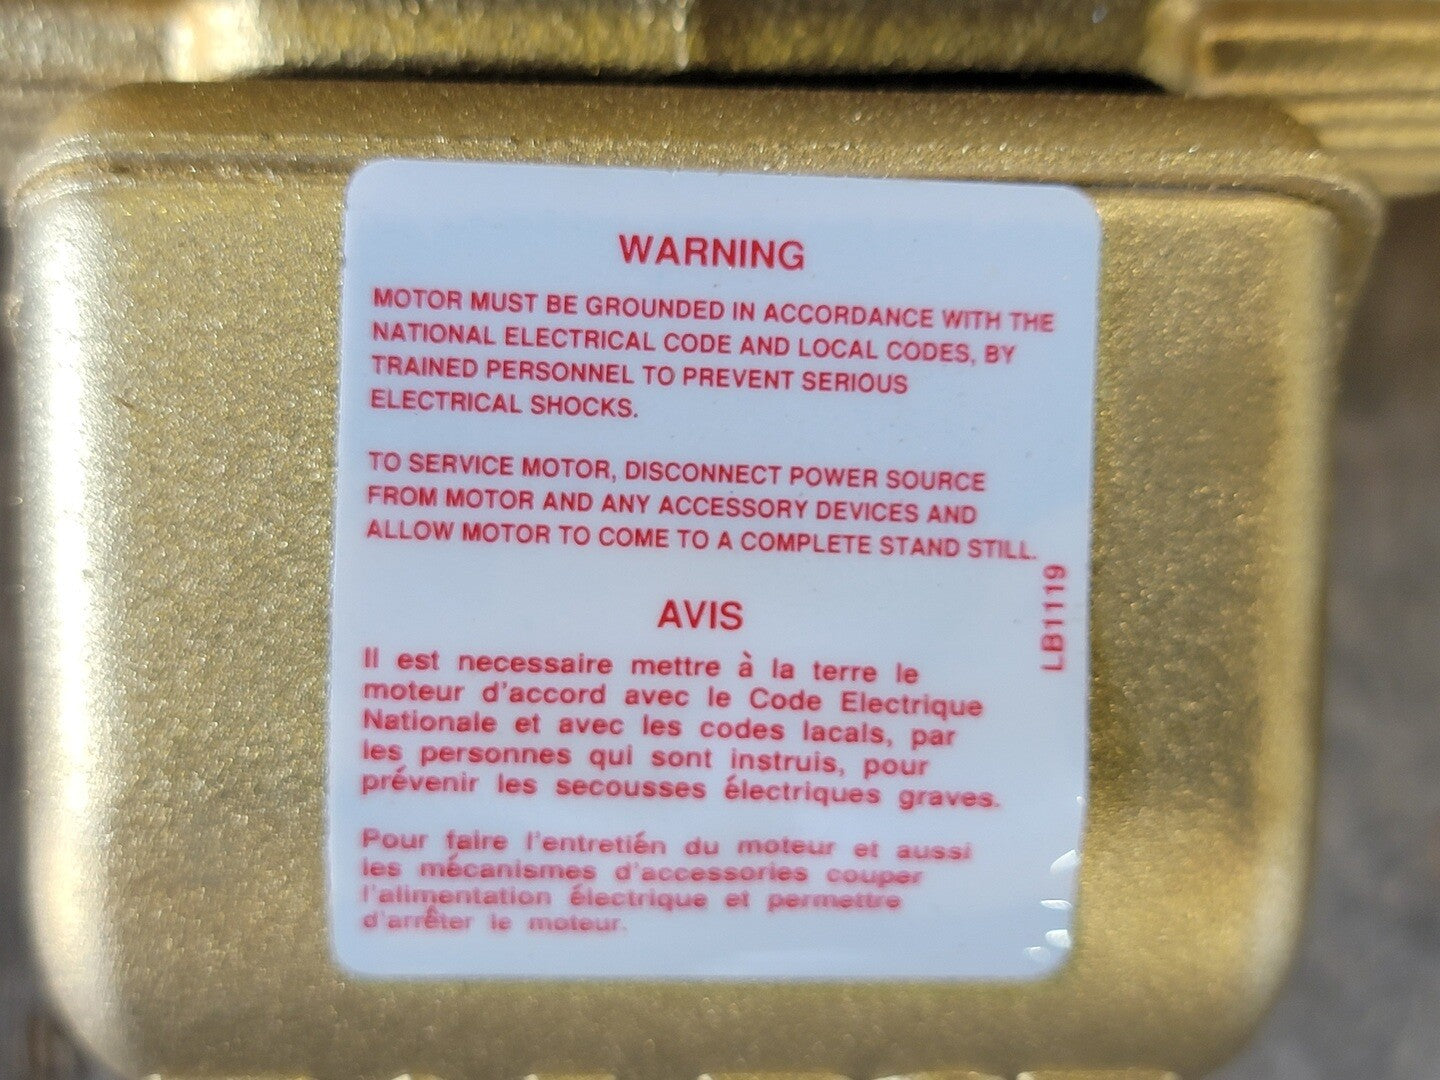 WARNING
MOTOR MUST BE GROUNDED IN ACCORDANCE WITH THE
NATIONAL ELECTRICAL CODE AND LOCAL CODES, BY
TRAINED PERSONNEL TO PREVENT SERIOUS
ELECTRICAL SHOCKS.
TO SERVICE MOTOR, DISCONNECT POWER SOURCE
FROM MOTOR AND ANY ACCESSORY DEVICES AND
ALLOW MOTOR TO COME TO A COMPLETE STAND STILL.
LB1119
AVIS
Il est necessaire mettre à la terre le
moteur d'accord avec le Code Electrique
Nationale et avec les codes lacals, par
les personnes qui sont instruis, pour
prévenir les secousses électriques graves.
Pour faire l'entretién du moteur et aussi
les mécanismes d'accessories couper
l'alimentation électrique et permettre
d'arrêter le moteur.